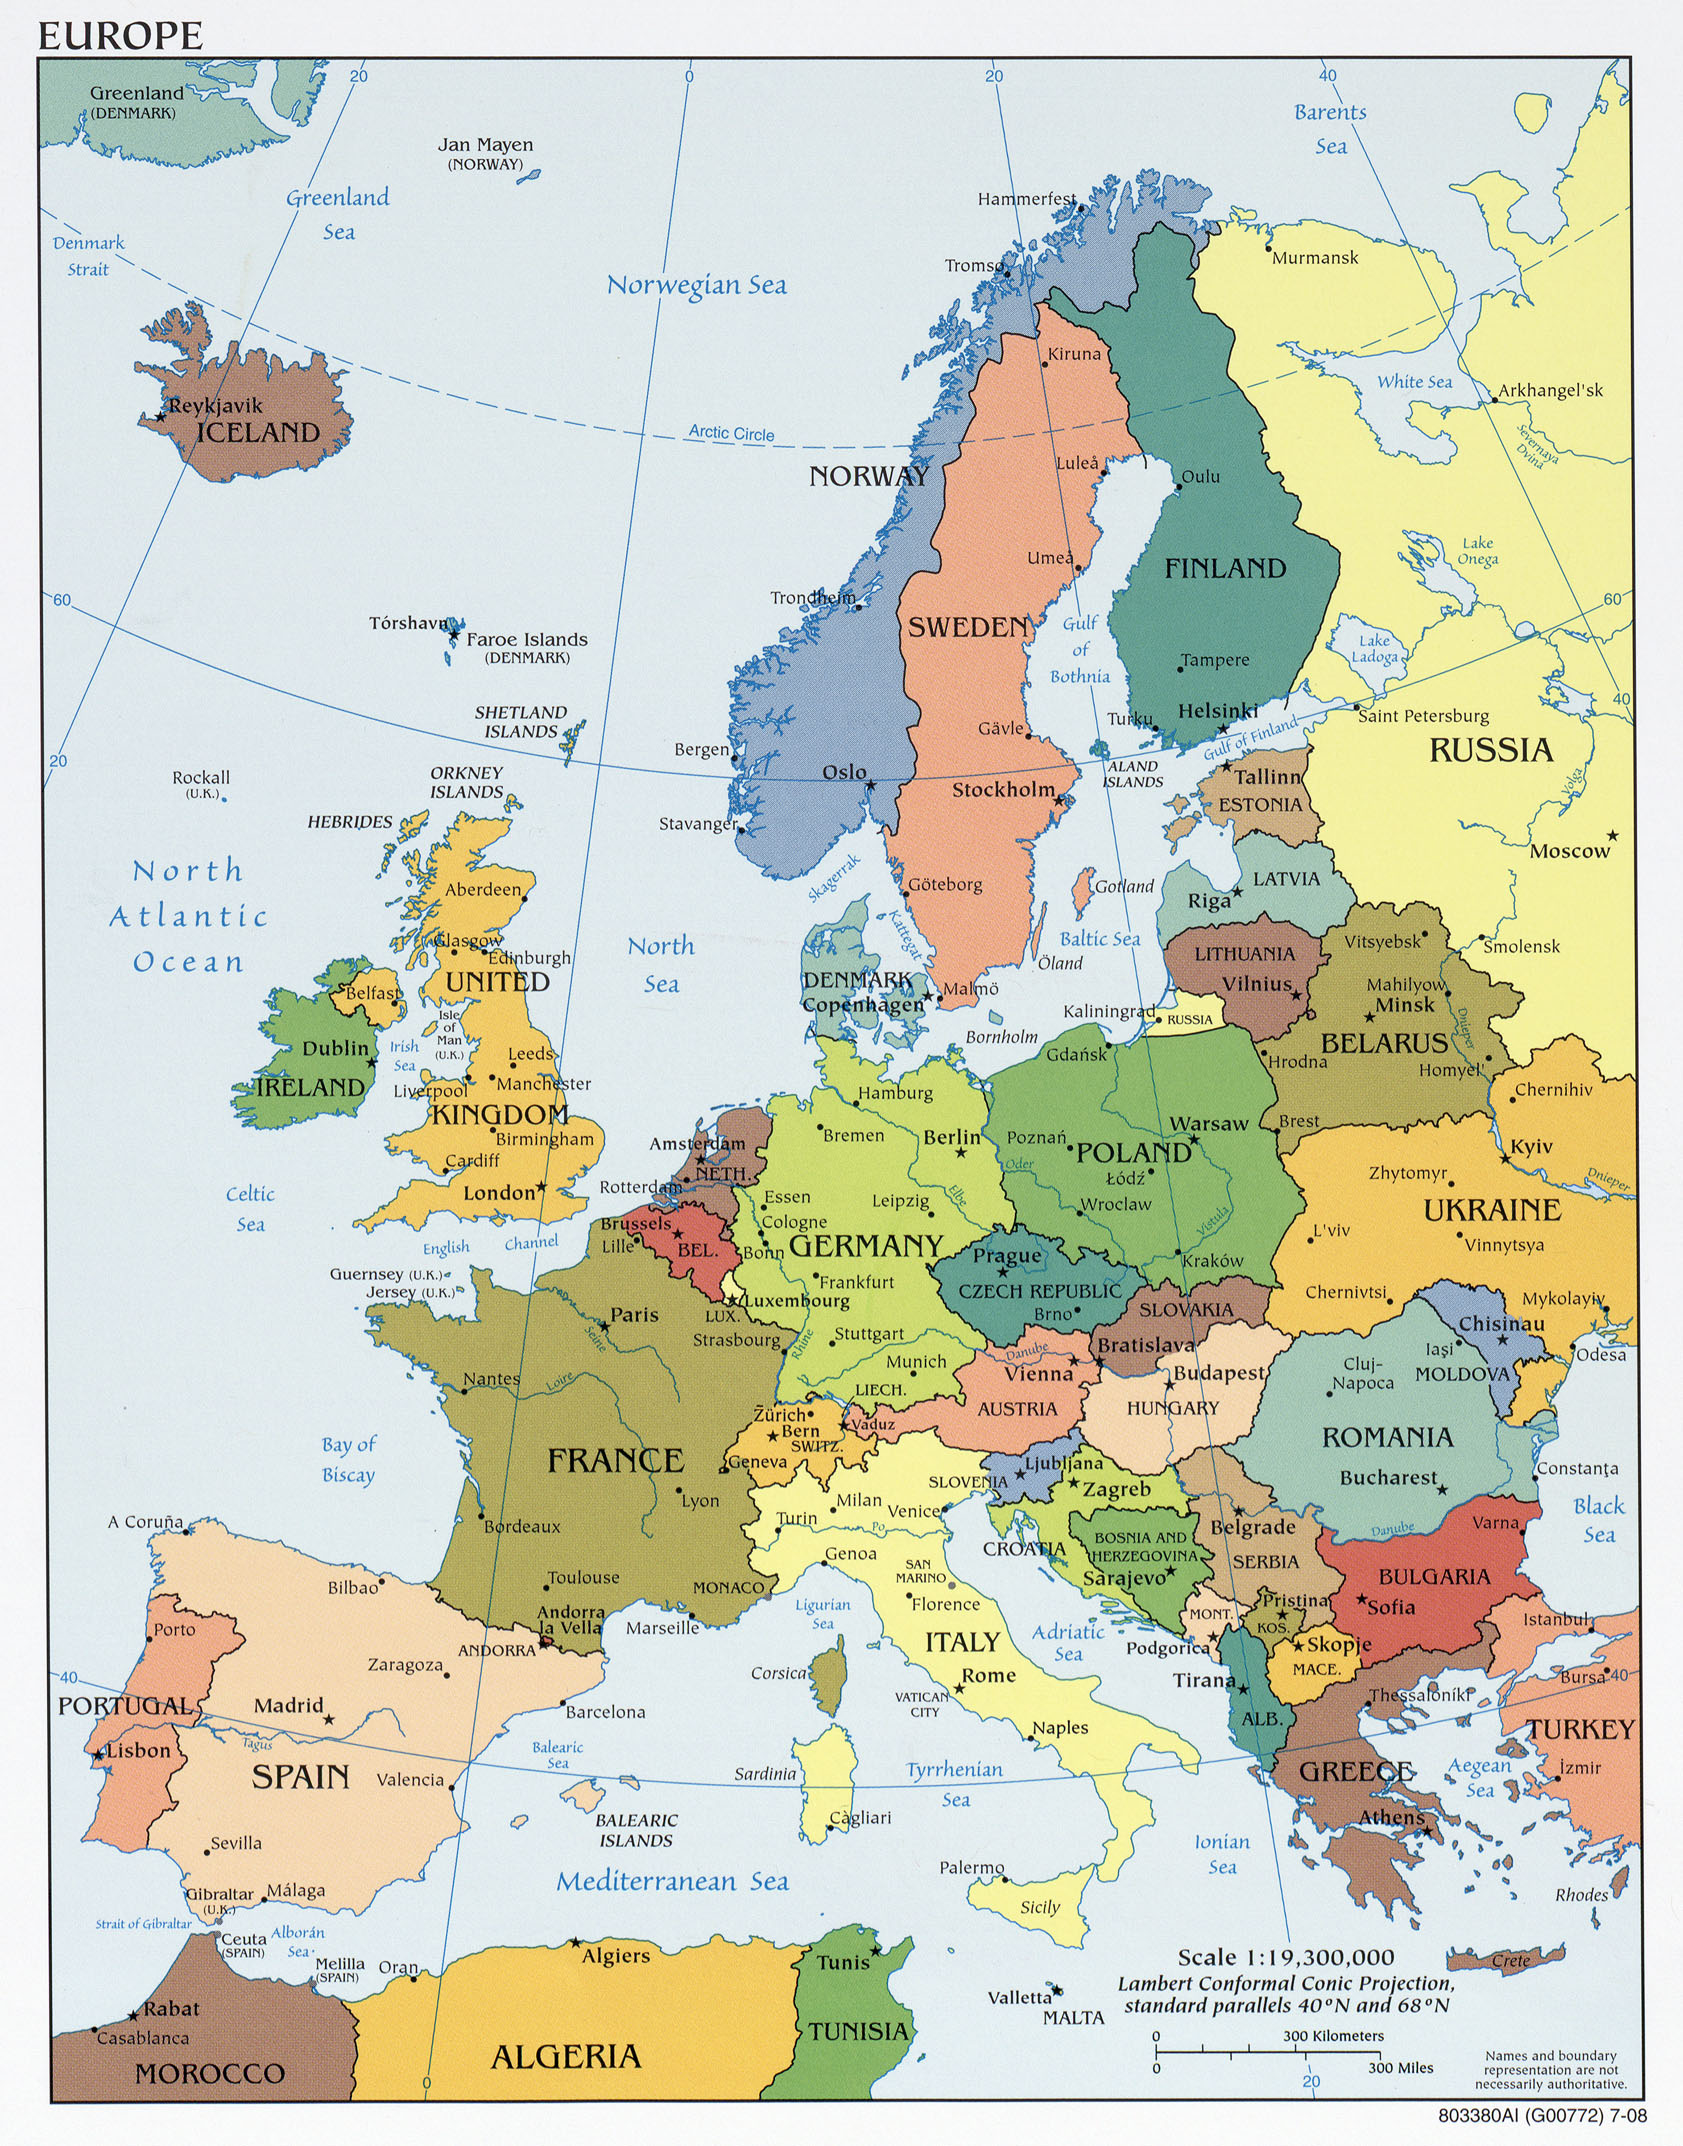 EUROPE
20
0
20
40
Greenland
(DENMARK)
Jan Mayen
(NORWAY)
Barents
Sea
Greenland
Sea
Hammerfest
Denmark
Strait
Murmansk
Tromsø
Norwegian Sea
Kiruna
White Sea
Arkhangel'sk
Reykjavik
ICELAND
Arctic Circle
Severnaya
Dvina
NORWAY
Luleå
Oulu
Lake
Onega
Umeå
FINLAND
60
Trondheim
60
Tórshavn
Faroe Islands
(DENMARK)
SWEDEN
Gulf
of
Bothnia
Lake
Ladoga
Tampere
40
SHETLAND
ISLANDS
Gävle
Turku
Helsinki
Saint Petersburg
Gulf of Finland
Bergen
RUSSIA
20
Rockall
(U.K.)
ORKNEY
ISLANDS
Oslo
Stockholm
ALAND
ISLANDS
Tallinn
ESTONIA
Volga
HEBRIDES
Stavanger
Moscow
North
Atlantic
Ocean
Skagerrak
Aberdeen
Göteborg
Gotland
LATVIA
Riga
Kattegat
Glasgow
Edinburgh
North
Sea
Baltic Sea
Öland
LITHUANIA
Vilnius
Vitsyebsk
Smolensk
UNITED
KINGDOM
DENMARK
Copenhagen
Malmö
Mahilyow
Minsk
Belfast
Isle
of
Man
(U.K.)
Kaliningrad
RUSSIA
Dnieper
Bornholm
BELARUS
Dublin
IRELAND
Irish
Sea
Leeds
Gdańsk
Hrodna
Homyel'
Liverpool
Manchester
Hamburg
Chernihiv
Birmingham
Bremen
Berlin
Poznań
POLAND
Warsaw
Brest
Kyiv
Amsterdam
NETH.
Cardiff
Oder
Łódź
Zhytomyr
Dnieper
Celtic
Sea
London
Rotterdam
Essen
Leipzig
Elbe
Wroclaw
Vistula
UKRAINE
Brussels
BEL.
Cologne
L'viv
Vinnytsya
English Channel
Lille
Bonn
GERMANY
Prague
Kraków
Guernsey (U.K.)
Jersey (U.K.)
Frankfurt
CZECH REPUBLIC
Brno
Chernivtsi
Mykolayiv
Luxembourg
LUX.
SLOVAKIA
Paris
Seine
Strasbourg
Rhine
Stuttgart
Danube
Bratislava
Chisinau
Iaşi
Odesa
Munich
Vienna
Budapest
Cluj-
Napoca
MOLDOVA
Nantes
Loire
LIECH.
AUSTRIA
HUNGARY
Zürich
Bern
SWITZ.
Vaduz
ROMANIA
Bay of
Biscay
FRANCE
Geneva
Ljubljana
SLOVENIA
Zagreb
Bucharest
Constanţa
Lyon
Milan
Venice
Turin
Po
Belgrade
Danube
Varna
Black
Sea
A Coruña
Bordeaux
CROATIA
BOSNIA AND
HERZEGOVINA
Sarajevo
SERBIA
Genoa
SAN
MARINO
BULGARIA
Sofia
Bilbao
Toulouse
MONACO
Florence
Ligurian
Sea
MONT.
Pristina
KOS.
Istanbul
Andorra
la Vella
ANDORRA
Marseille
Porto
ITALY
Adriatic
Sea
Podgorica
Skopje
MACE.
Zaragoza
Corsica
Rome
VATICAN
CITY
Tirana
Bursa
40
40
PORTUGAL
Madrid
Barcelona
Thessaloniki
Naples
ALB.
TURKEY
Lisbon
Tagus
Balearic
Sea
SPAIN
Valencia
Sardinia
Tyrrhenian
Sea
GREECE
Aegean
Sea
İzmir
BALEARIC
ISLANDS
Càgliari
Athens
Sevilla
Ionian
Sea
Mediterranean Sea
Palermo
Gibraltar
(U.K.)
Málaga
Sicily
Rhodes
Strait of Gibraltar
Alborán
Sea
Ceuta
(SPAIN)
Melilla
(SPAIN)
Oran
Algiers
Tunis
Crete
Valletta
MALTA
Rabat
Casablanca
MOROCCO
ALGERIA
TUNISIA
0
20
Scale 1:19,300,000
Lambert Conformal Conic Projection,
standard parallels 40°N and 68°N
0 300 Kilometers
0 300 Miles
Names and boundary
representation are not
necessarily authoritative.
803380AI (G00772) 7-08